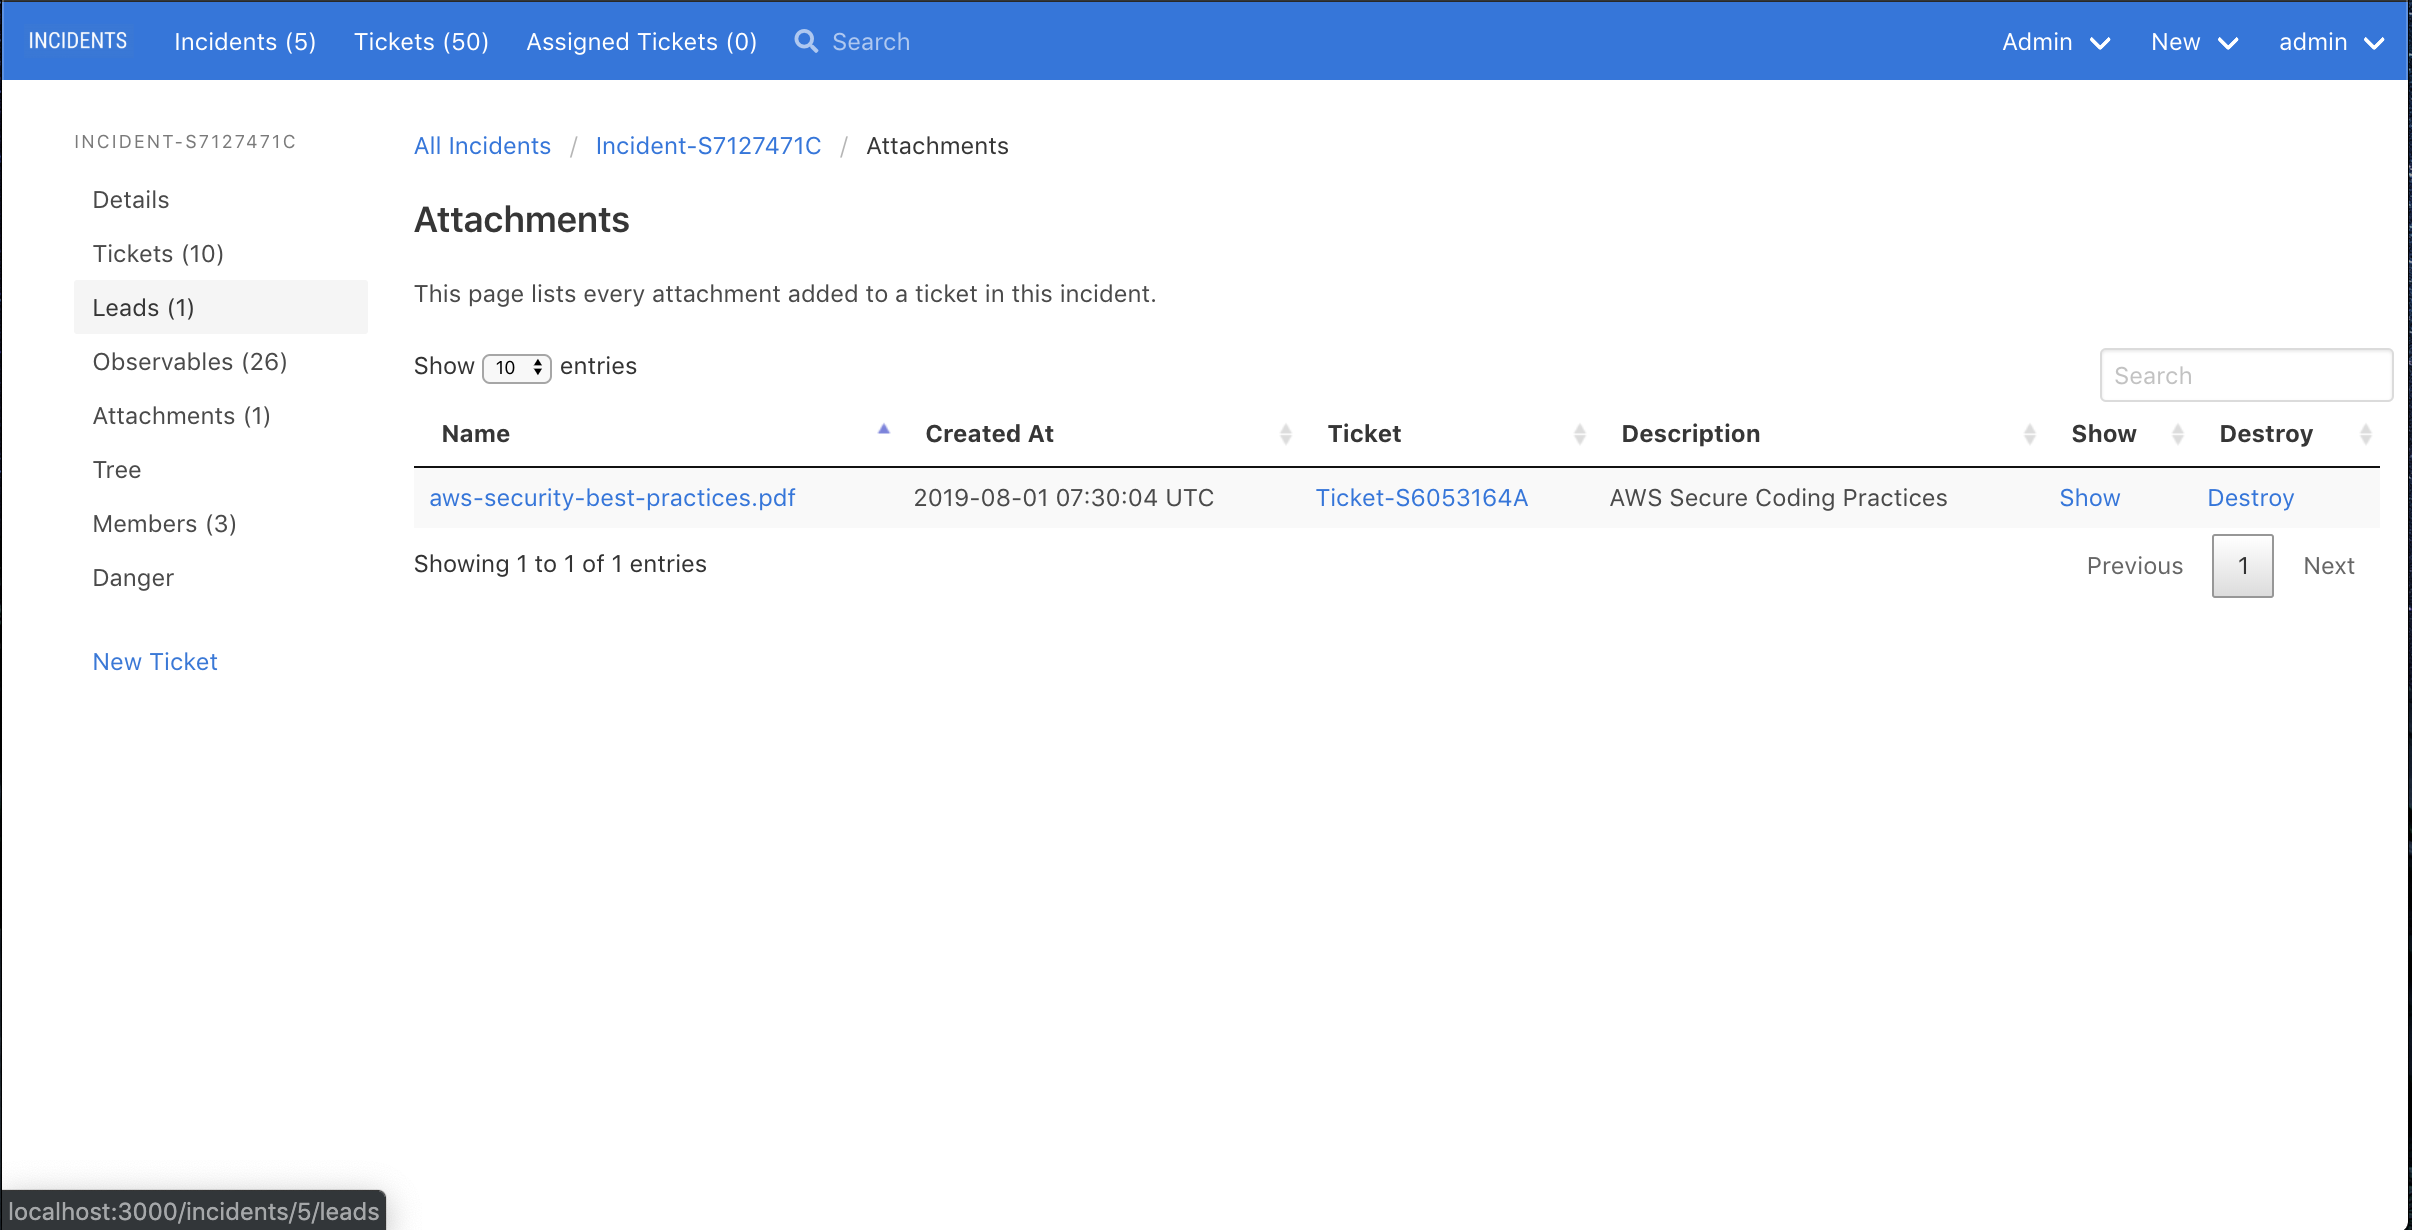 INCIDENTS Incidents (5) Tickets (50) Assigned Tickets (0) Search Admin New admin
INCIDENT-S7127471C
Details
Tickets (10)
Leads (1)
Observables (26)
Attachments (1)
Tree
Members (3)
Danger
New Ticket
All Incidents / Incident-S7127471C / Attachments
Attachments
This page lists every attachment added to a ticket in this incident.
Show 10 entries Search
Name Created At Ticket Description Show Destroy
aws-security-best-practices.pdf 2019-08-01 07:30:04 UTC Ticket-S6053164A AWS Secure Coding Practices Show Destroy
Showing 1 to 1 of 1 entries Previous 1 Next
localhost:3000/incidents/5/leads